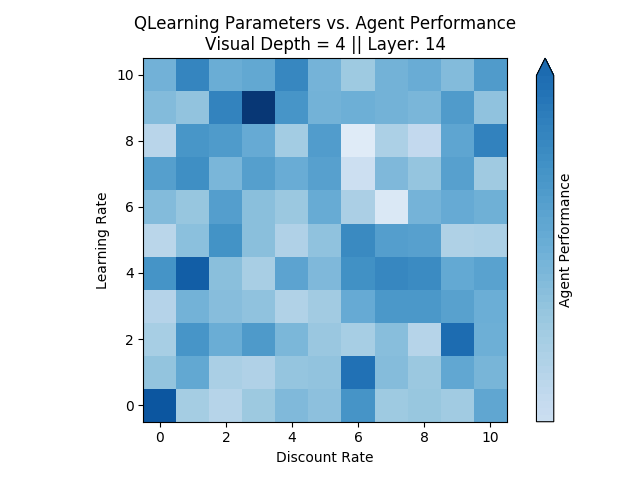 QLearning Parameters vs. Agent Performance
Visual Depth = 4 || Layer: 14
10
8
6
4
2
0
Learning Rate
0 2 4 6 8 10
Discount Rate
Agent Performance